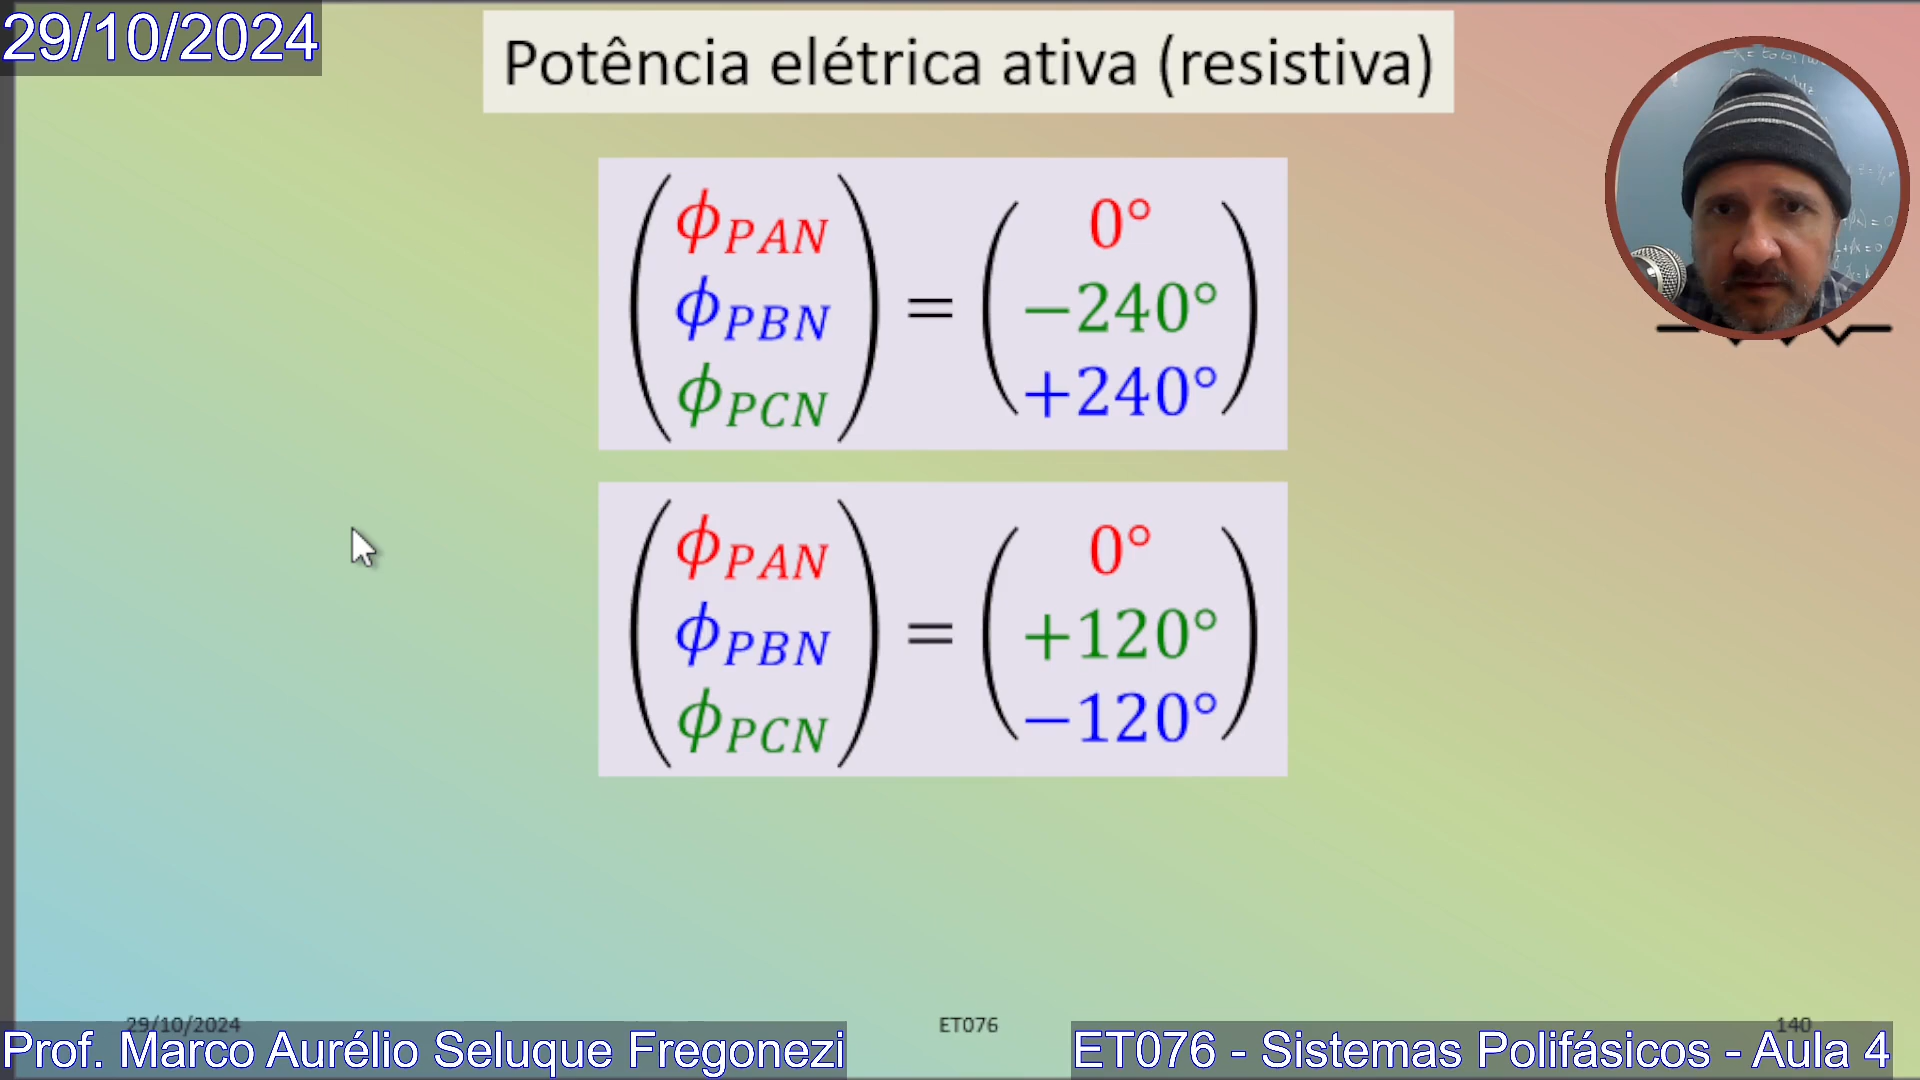 29/10/2024
Potência elétrica ativa (resistiva)
ϕPAN
ϕPBN
ϕPCN
=
0°
−240°
+240°
ϕPAN
ϕPBN
ϕPCN
=
0°
+120°
−120°
29/10/2024
ET076
140
Prof. Marco Aurélio Seluque Fregonezi
ET076 - Sistemas Polifásicos - Aula 4